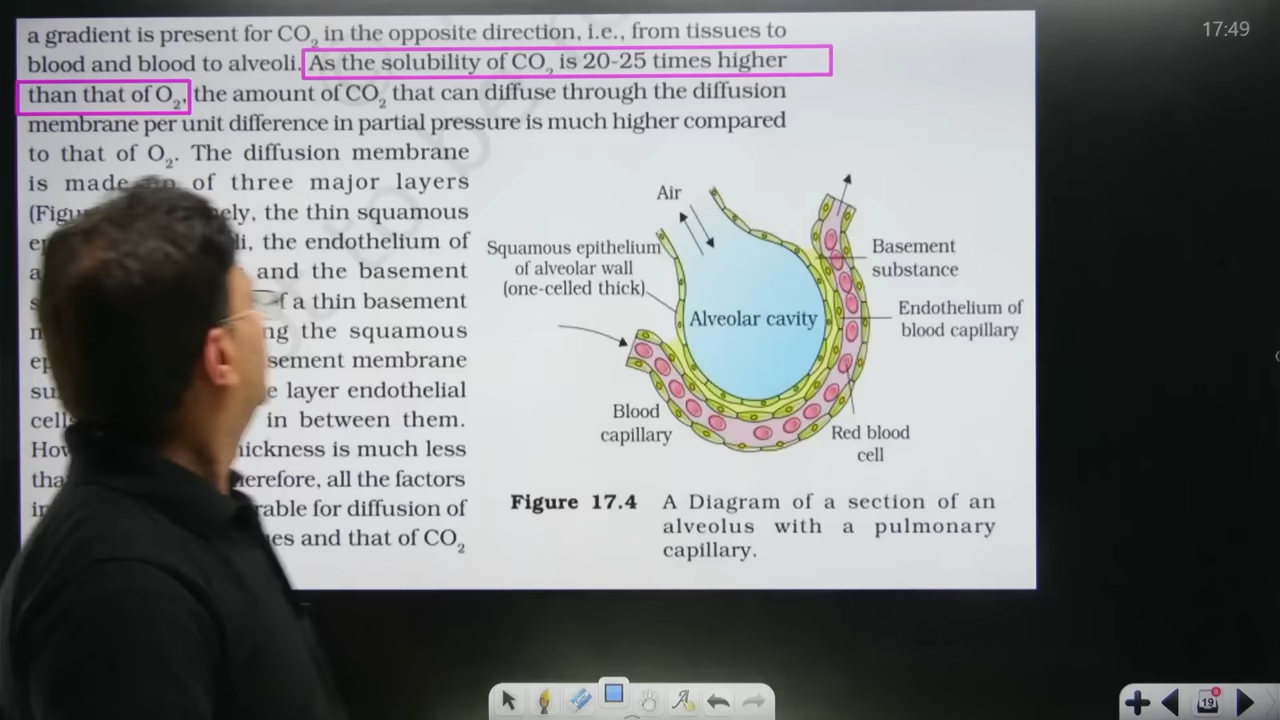 a gradient is present for CO₂ in the opposite direction, i.e., from tissues to
blood and blood to alveoli. As the solubility of CO₂ is 20-25 times higher
than that of O₂, the amount of CO₂ that can diffuse through the diffusion
membrane per unit difference in partial pressure is much higher compared
to that of O₂. The diffusion membrane
is made of three major layers
the thin squamous
the endothelium of
and the basement
a thin basement
the squamous
membrane
layer endothelial
in between them.
is much less
all the factors
for diffusion of
and that of CO₂
Air
Squamous epithelium
of alveolar wall
(one-celled thick)
Alveolar cavity
Basement
substance
Endothelium of
blood capillary
Blood
capillary
Red blood
cell
Figure 17.4 A Diagram of a section of an
alveolus with a pulmonary
capillary.
17:49
19